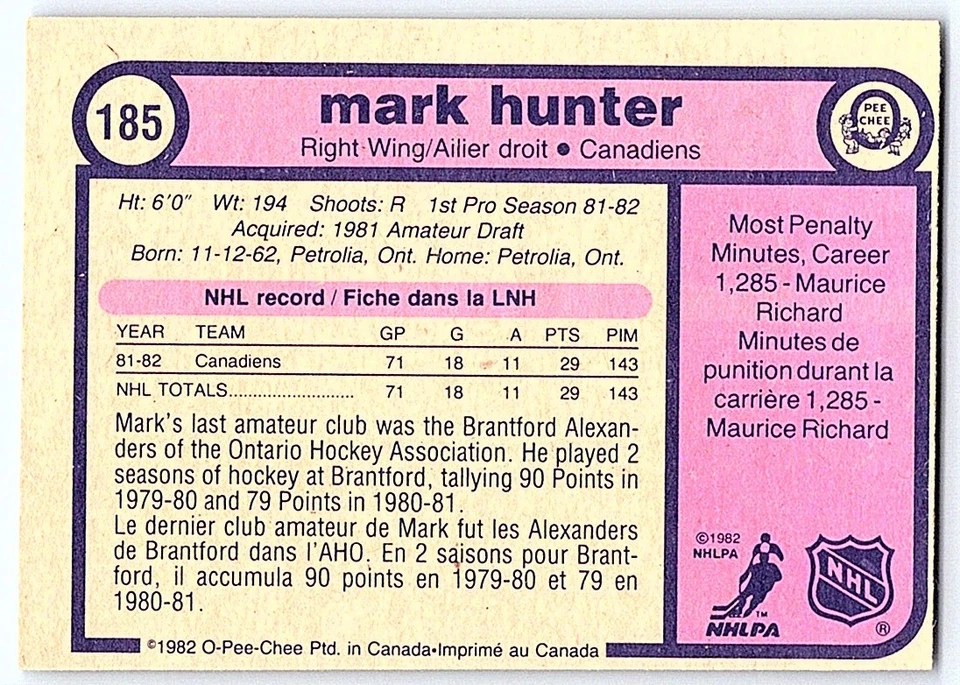 185
mark hunter
Right Wing/Ailier droit • Canadiens
PEE
CHEE
Ht: 6'0" Wt: 194 Shoots: R 1st Pro Season 81-82
Acquired: 1981 Amateur Draft
Born: 11-12-62, Petrolia, Ont. Home: Petrolia, Ont.
NHL record / Fiche dans la LNH
YEAR TEAM GP G A PTS PIM
81-82 Canadiens 71 18 11 29 143
NHL TOTALS.......................... 71 18 11 29 143
Mark's last amateur club was the Brantford Alexan-
ders of the Ontario Hockey Association. He played 2
seasons of hockey at Brantford, tallying 90 Points in
1979-80 and 79 Points in 1980-81.
Le dernier club amateur de Mark fut les Alexanders
de Brantford dans l'AHO. En 2 saisons pour Brant-
ford, il accumula 90 points en 1979-80 et 79 en
1980-81.
Most Penalty
Minutes, Career
1,285 - Maurice
Richard
Minutes de
punition durant la
carrière 1,285 -
Maurice Richard
©1982
NHLPA
TM
NHLPA
NHL
®
©1982 O-Pee-Chee Ptd. in Canada•Imprimé au Canada